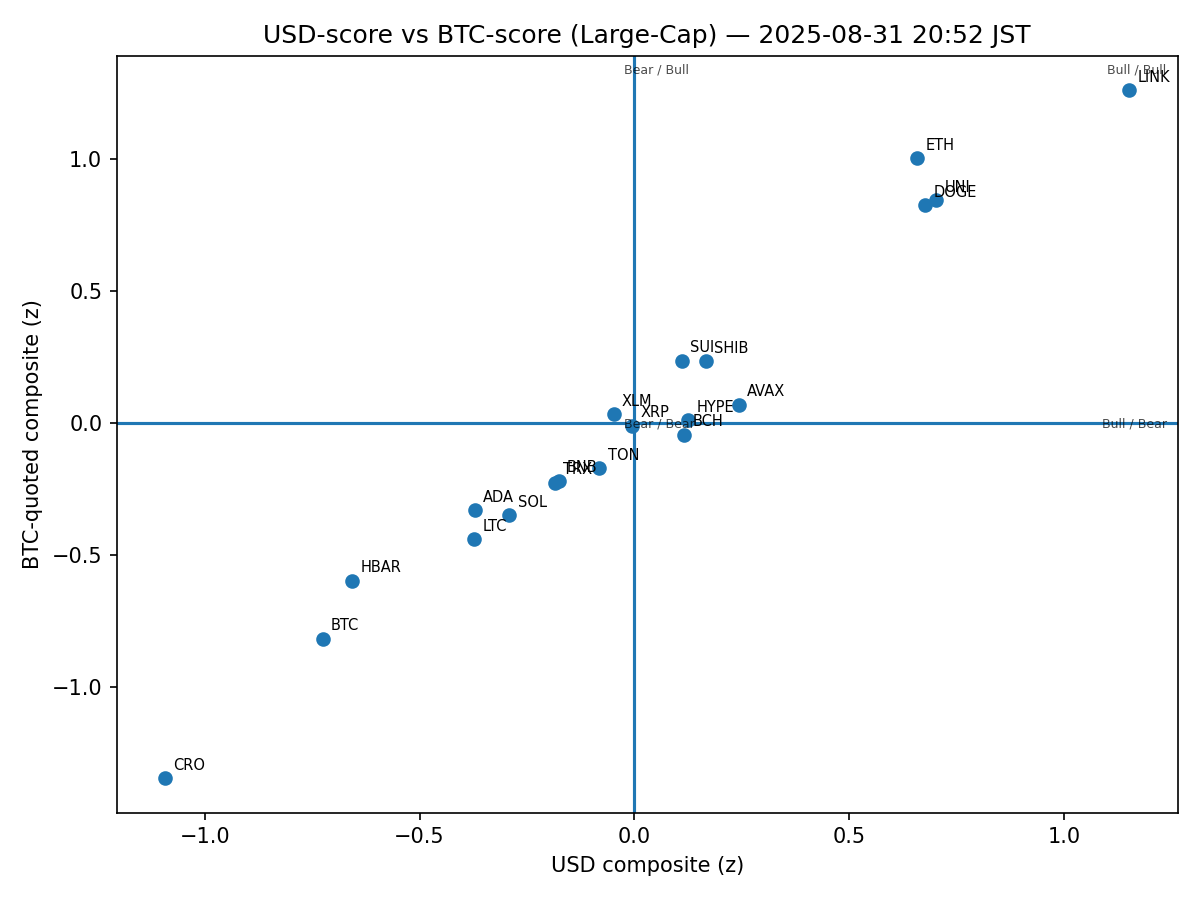 USD-score vs BTC-score (Large-Cap) — 2025-08-31 20:52 JST
Bear / Bull
Bull / Bull
LINK
ETH
UNI
DOGE
SUI
SHIB
AVAX
XLM
XRP
HYPE
BCH
Bear / Bear
Bull / Bear
TON
BNB
TRX
ADA
SOL
LTC
HBAR
BTC
CRO
1.0
0.5
0.0
−0.5
−1.0
BTC-quoted composite (z)
−1.0
−0.5
0.0
0.5
1.0
USD composite (z)